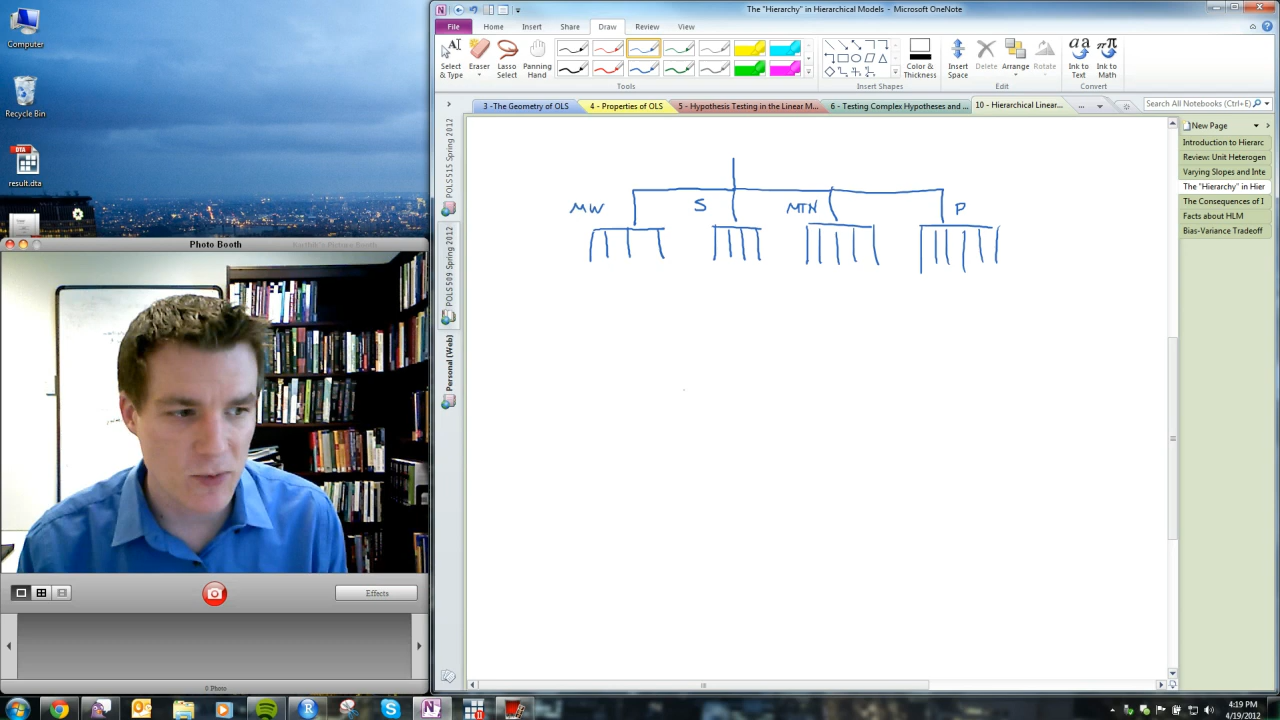 The "Hierarchy" in Hierarchical Models - Microsoft OneNote
Computer
Recycle Bin
result.dta
File Home Insert Share Draw Review View
Select & Type
Eraser
Lasso Select
Panning Hand
Color & Thickness
Insert Space
Delete
Arrange
Rotate
Ink to Text
Ink to Math
Tools
Insert Shapes
Edit
Convert
3 -The Geometry of OLS
4 - Properties of OLS
5 - Hypothesis Testing in the Linear M...
6 - Testing Complex Hypotheses and ...
10 - Hierarchical Linear...
Search All Notebooks (Ctrl+E)
POLS 515 Spring 2012
POLS 509 Spring 2012
Personal (Web)
New Page
Introduction to Hierarc
Review: Unit Heterogen
Varying Slopes and Inte
The "Hierarchy" in Hier
The Consequences of I
Facts about HLM
Bias-Variance Tradeoff
MW S MTN P
Photo Booth
Effects
0 Photo
4:19 PM
4/19/2012